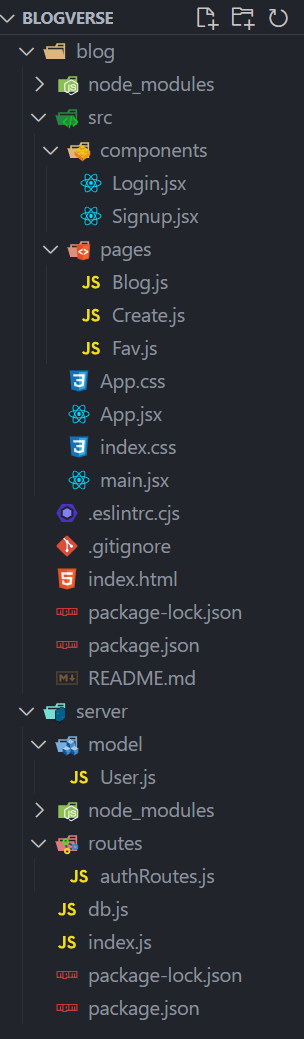 BLOGVERSE
blog
node_modules
src
components
Login.jsx
Signup.jsx
pages
JS Blog.js
JS Create.js
JS Fav.js
App.css
App.jsx
index.css
main.jsx
.eslintrc.cjs
.gitignore
index.html
package-lock.json
package.json
README.md
server
model
JS User.js
node_modules
routes
JS authRoutes.js
JS db.js
JS index.js
package-lock.json
package.json